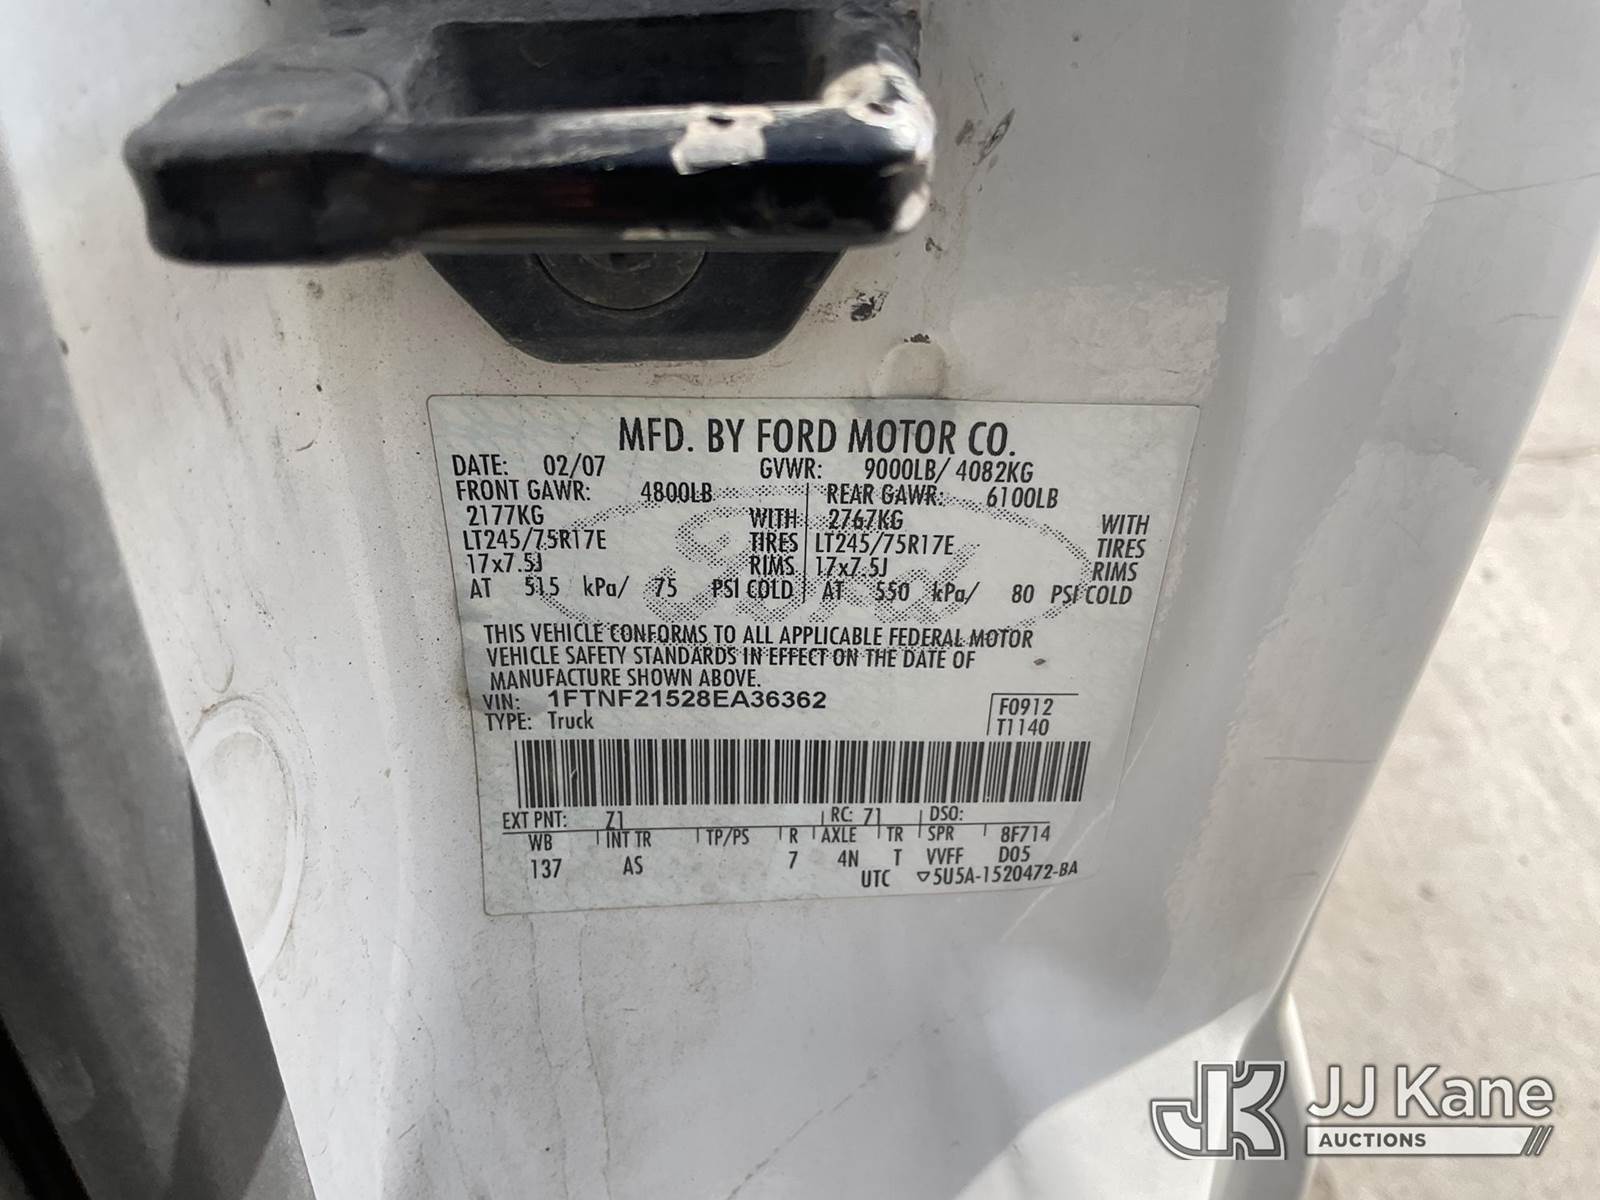 MFD. BY FORD MOTOR CO.
DATE: 02/07 GVWR: 9000LB/ 4082KG
FRONT GAWR: 4800LB REAR GAWR: 6100LB
2177KG WITH 2767KG WITH
LT245/75R17E TIRES LT245/75R17E TIRES
17x7.5J RIMS 17x7.5J RIMS
AT 515 kPa/ 75 PSI COLD AT 550 kPa/ 80 PSI COLD
THIS VEHICLE CONFORMS TO ALL APPLICABLE FEDERAL MOTOR
VEHICLE SAFETY STANDARDS IN EFFECT ON THE DATE OF
MANUFACTURE SHOWN ABOVE.
VIN: 1FTNF21528EA36362 F0912
TYPE: Truck T1140
EXT PNT: Z1 RC: 71 DSO:
WB INT TR TP/PS R AXLE TR SPR 8F714
137 AS 7 4N T VVFF D05
UTC ▽5U5A-1520472-BA
JK JJ Kane
AUCTIONS